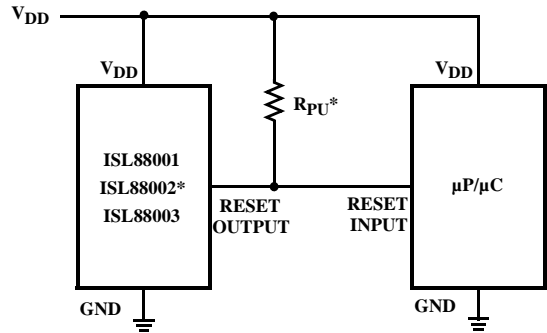 VDD
VDD
VDD
RPU*
ISL88001
ISL88002*
ISL88003
µP/µC
RESET
OUTPUT
RESET
INPUT
GND
GND